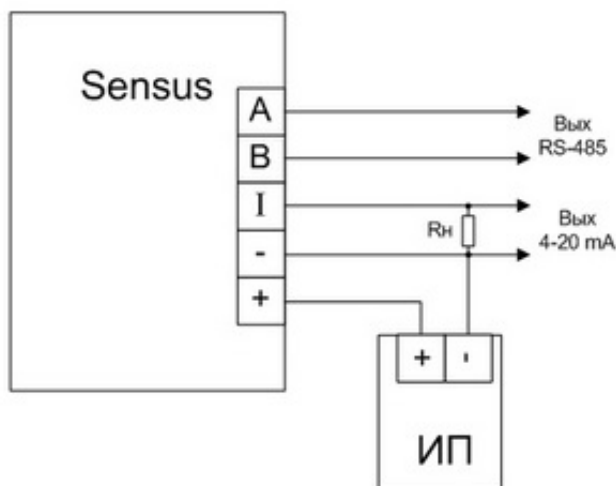 Sensus
A
B
I
-
+
Вых
RS-485
Rн
Вых
4-20 mA
+
-
ИП